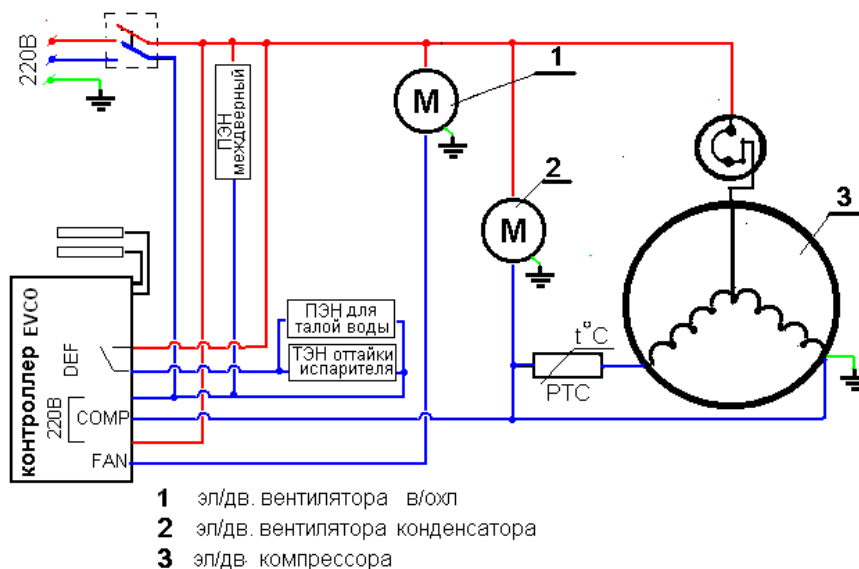 220В
ПЭН
междверный
М
1
М
2
3
контроллер EVCO
DEF
220В
COMP
FAN
ПЭН для
талой воды
ТЭН оттайки
испарителя
t°C
РТС
1 эл/дв. вентилятора в/охл
2 эл/дв. вентилятора конденсатора
3 эл/дв. компрессора